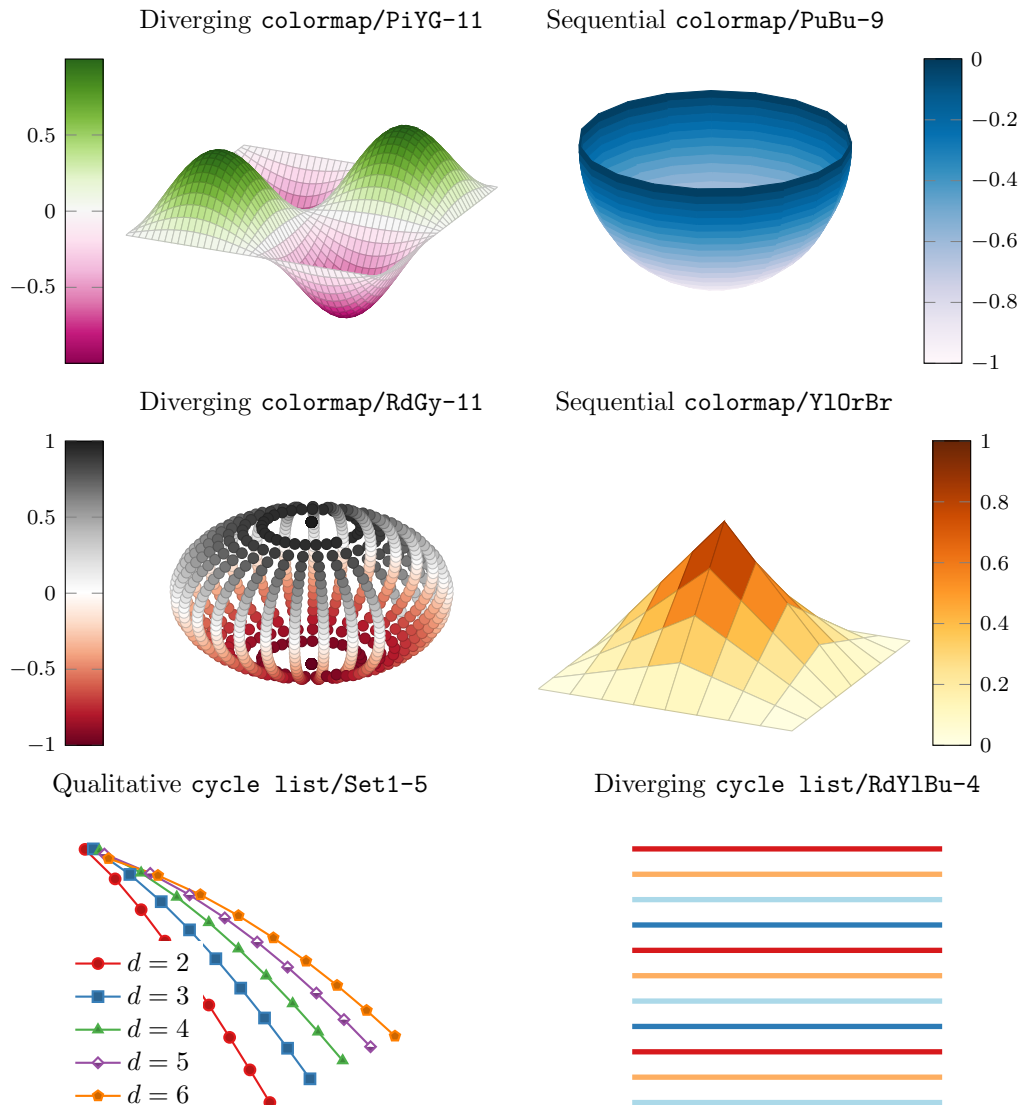 Diverging colormap/PiYG-11
Sequential colormap/PuBu-9
0.5
0
−0.5
0
−0.2
−0.4
−0.6
−0.8
−1
Diverging colormap/RdGy-11
Sequential colormap/YlOrBr
1
0.5
0
−0.5
−1
1
0.8
0.6
0.4
0.2
0
Qualitative cycle list/Set1-5
Diverging cycle list/RdYlBu-4
d = 2
d = 3
d = 4
d = 5
d = 6